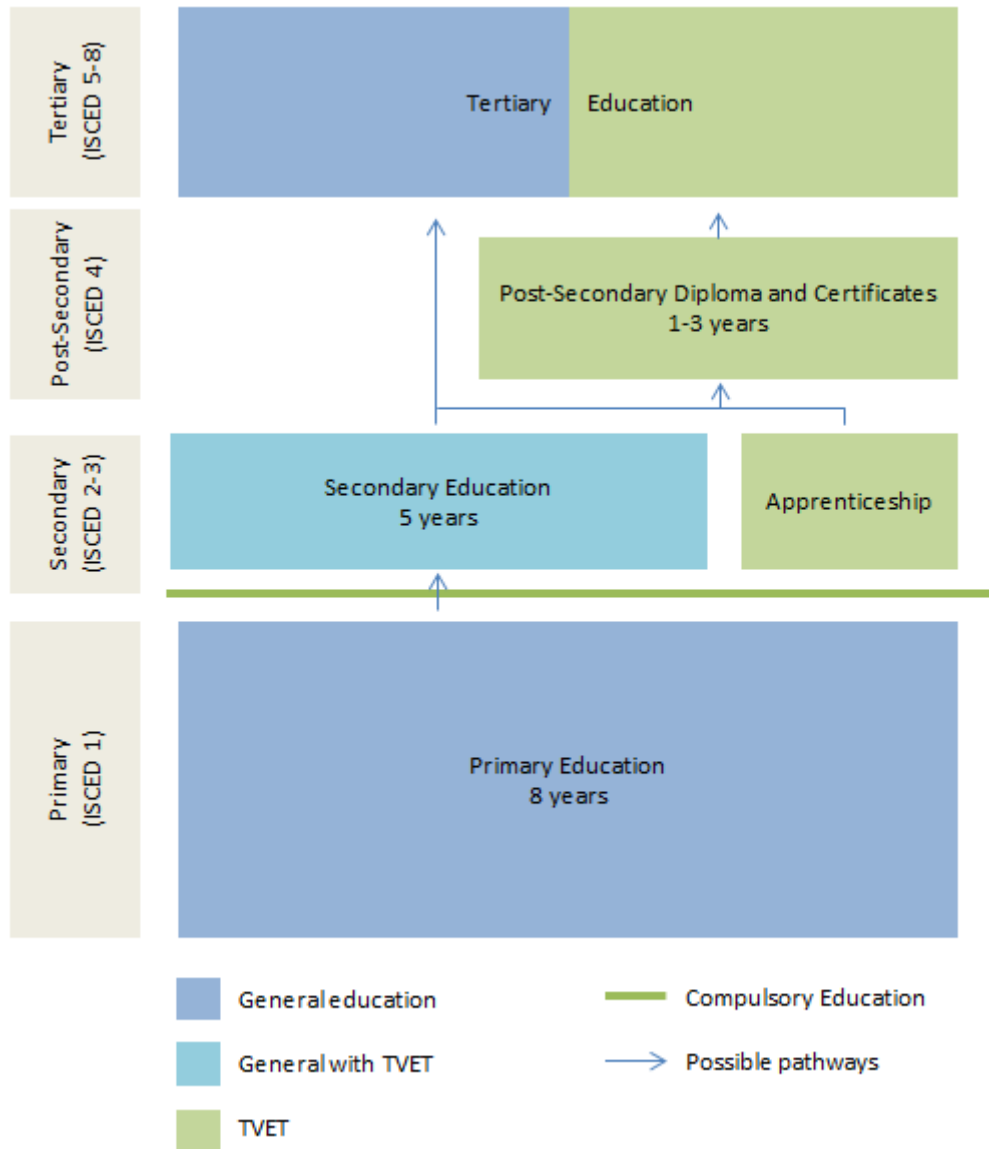 Tertiary
(ISCED 5-8)
Tertiary Education
Post-Secondary
(ISCED 4)
Post-Secondary Diploma and Certificates
1-3 years
Secondary
(ISCED 2-3)
Secondary Education
5 years
Apprenticeship
Primary
(ISCED 1)
Primary Education
8 years
General education
Compulsory Education
General with TVET
Possible pathways
TVET